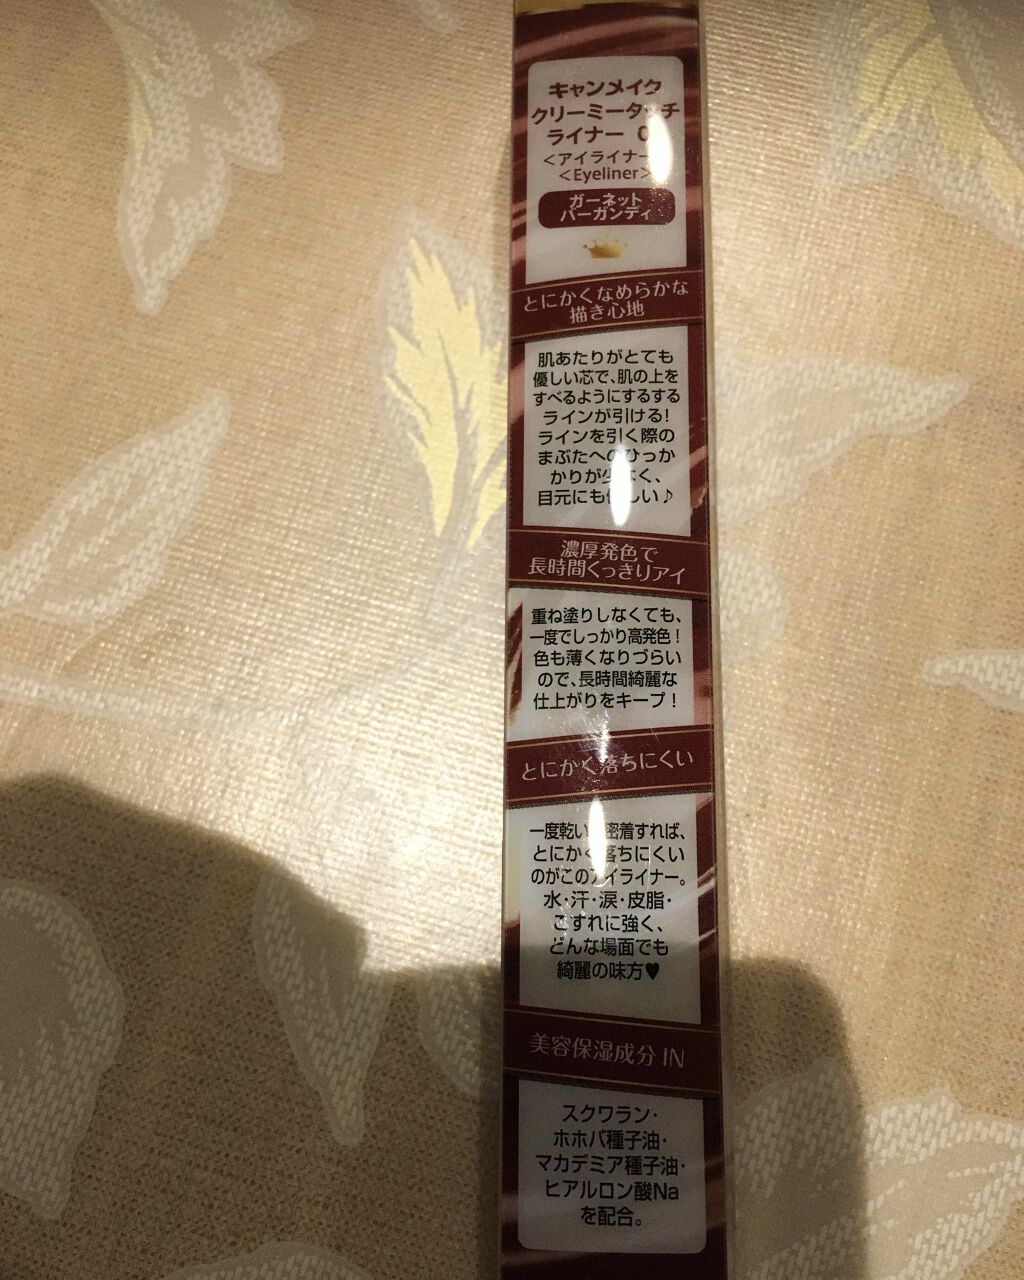 キャンメイク
クリーミータッチ
ライナー
<アイライナー
<Eyeliner>
ガーネット
バーガンディ
とにかくなめらかな
描き心地
肌あたりがとても
優しい芯で、肌の上を
すべるようにするする
ラインが引ける!
ラインを引く際の
まぶたへのひっか
かりが少なく、
目元にも優しい♪
濃厚発色で
長時間くっきりアイ
重ね塗りしなくても、
一度でしっかり高発色!
色も薄くなりづらい
ので、長時間綺麗な
仕上がりをキープ!
とにかく落ちにくい
一度乾い 密着すれば、
とにかく落ちにくい
のがこのアイライナー。
水・汗・涙・皮脂・
こすれに強く、
どんな場面でも
綺麗の味方♥
美容保湿成分 IN
スクワラン・
ホホバ種子油・
マカデミア種子油・
ヒアルロン酸Na
を配合。